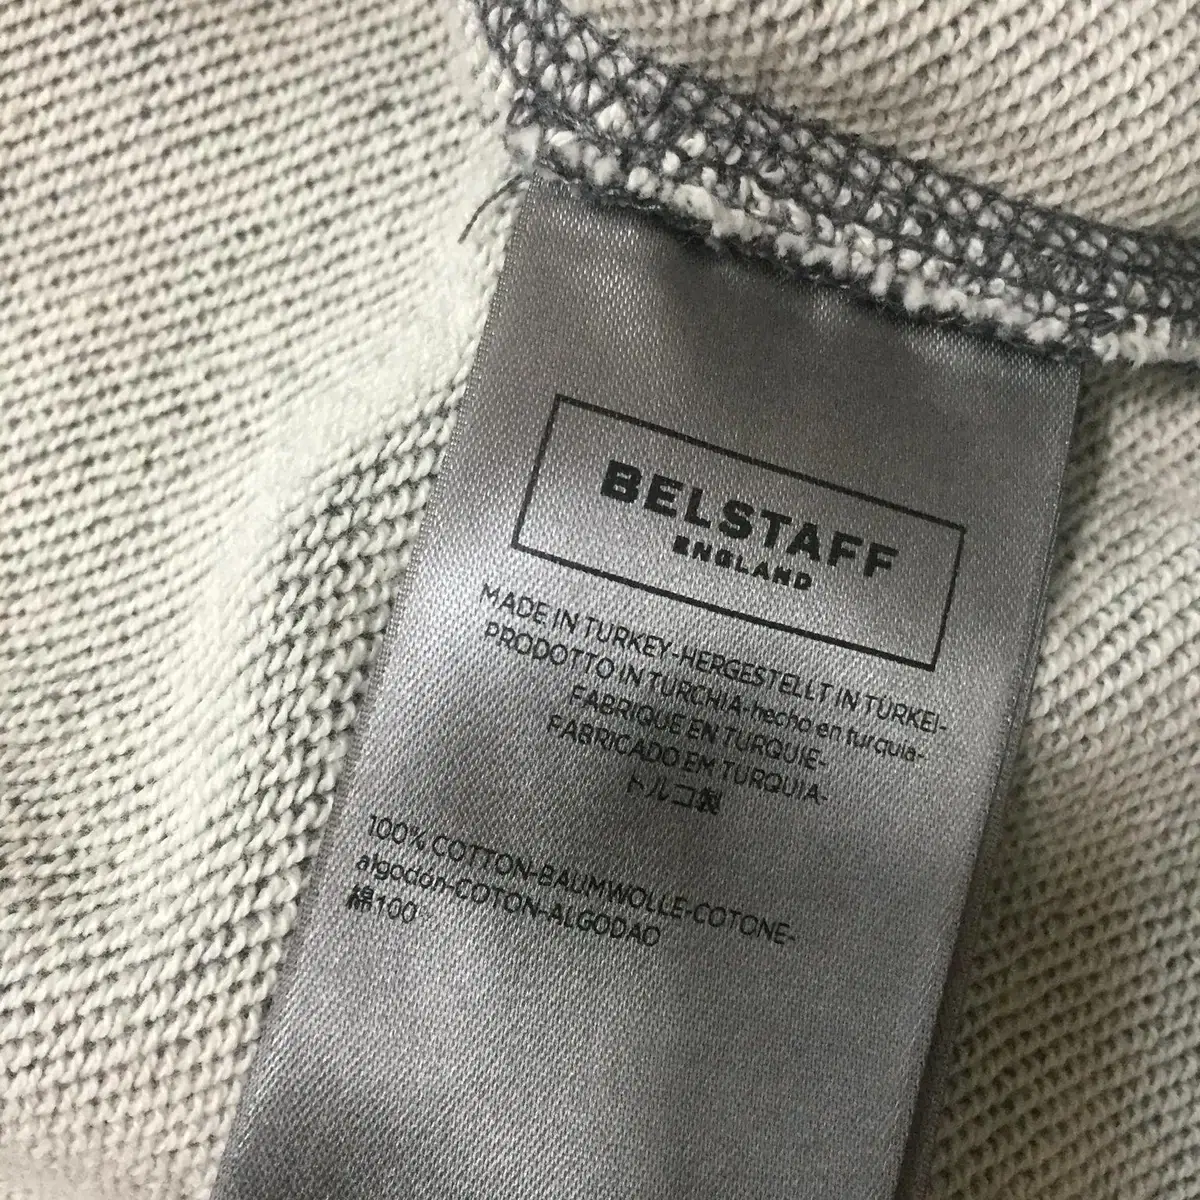 BELSTAFF
ENGLAND
MADE IN TURKEY-HERGESTELLT IN TÜRKEI-
PRODOTTO IN TURCHIA-hecho en turquia-
FABRIQUE EN TURQUIE-
FABRICADO EM TURQUIA-
トルコ製
100% COTTON-BAUMWOLLE-COTONE-
algodon-COTON-ALGODAO
綿100